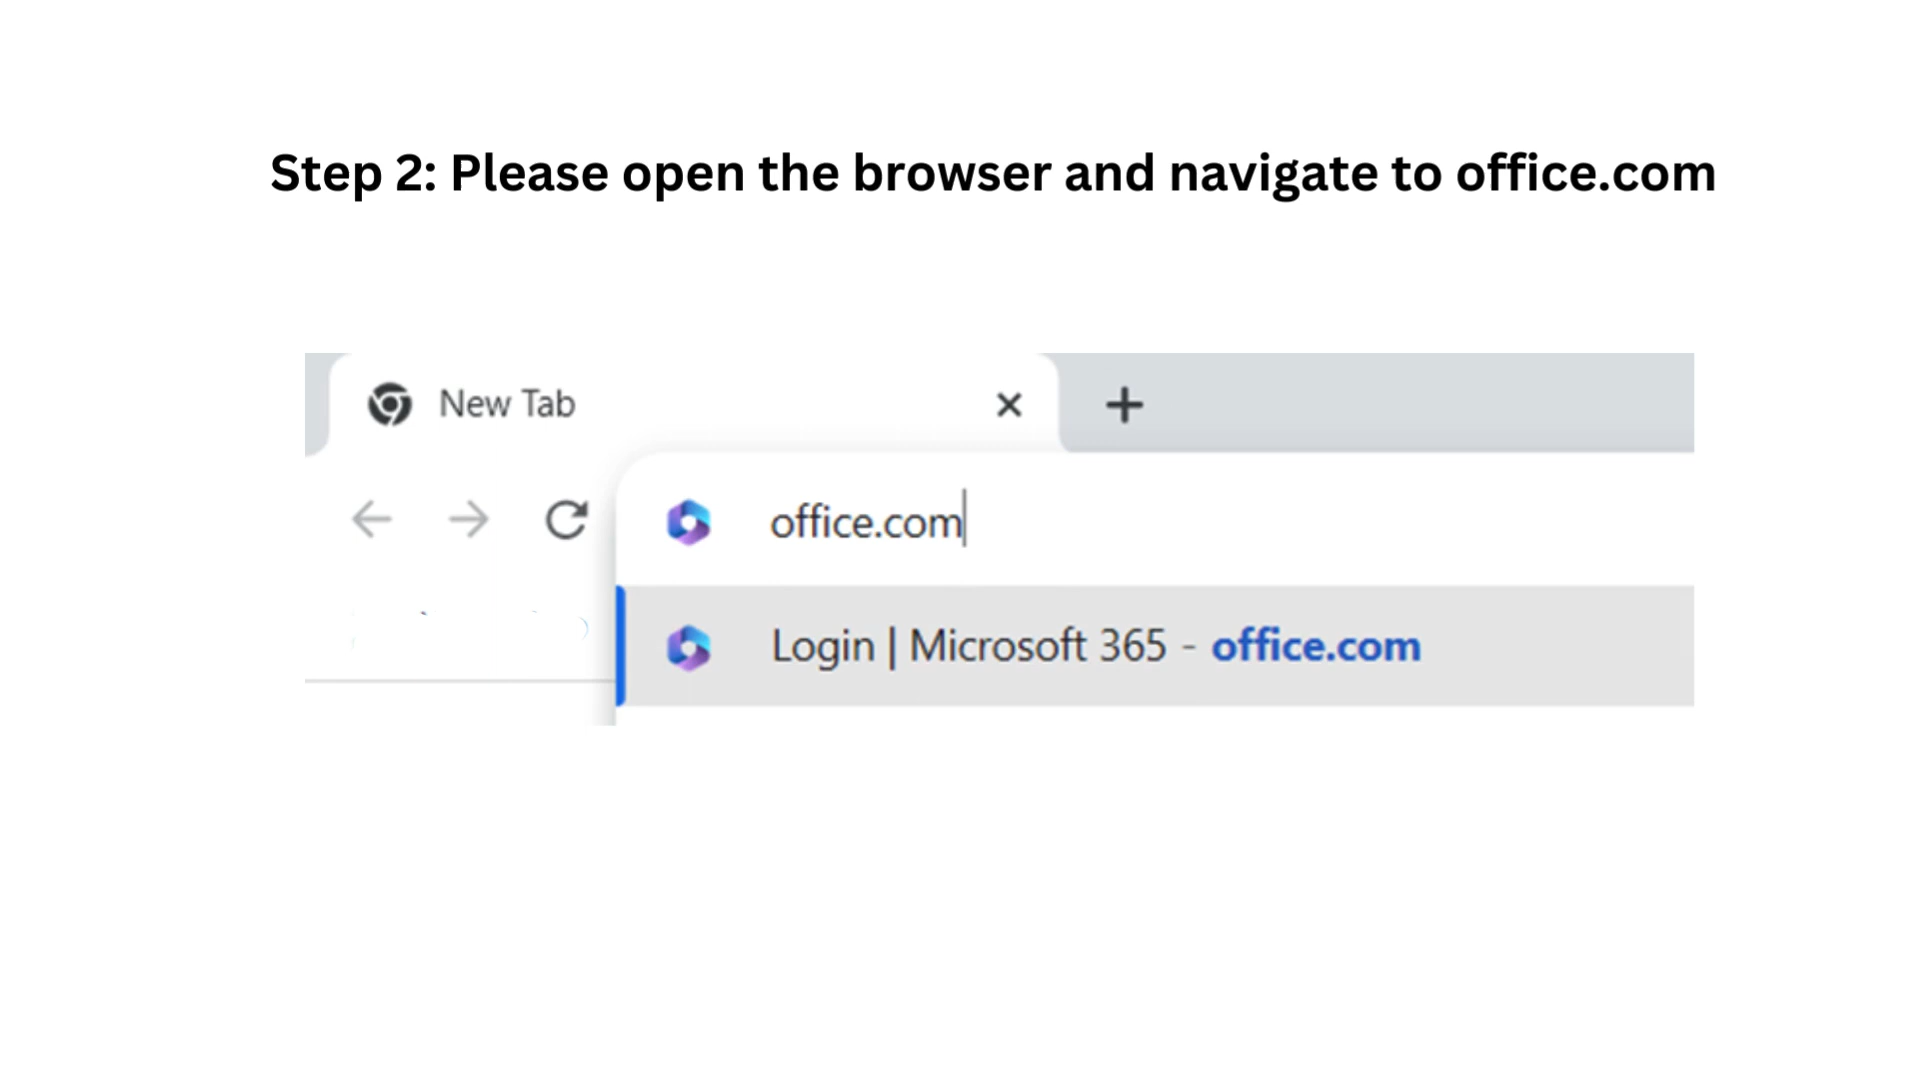 Step 2: Please open the browser and navigate to office.com
New Tab
office.com
Login | Microsoft 365 - office.com